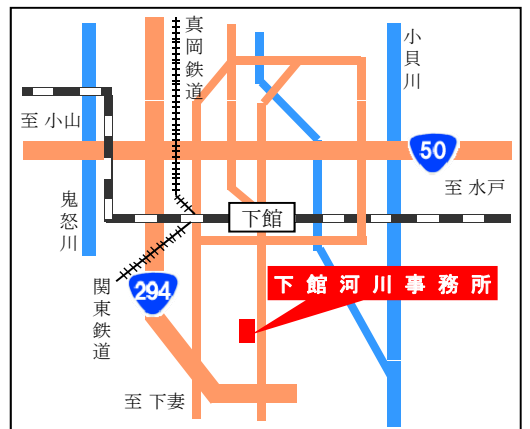 真岡鉄道
小貝川
至 小山
50
至 水戸
鬼怒川
下館
関東鉄道
294
下館河川事務所
至 下妻